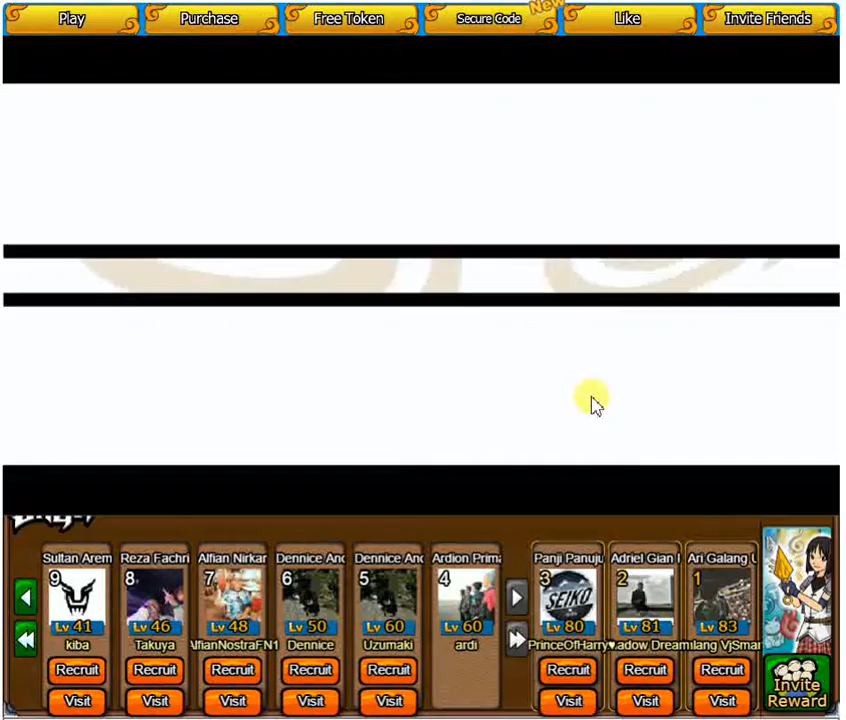 Play Purchase Free Token Secure Code New Like Invite Friends
Sultan Arem Reza Fachri Alfian Nirkar Dennice And Dennice And Ardion Prima Panji Panuju Adriel Gian Ari Galang
9 8 7 6 5 4 3 2 1
SEIKO
Lv 41 Lv 46 Lv 48 Lv 50 Lv 60 Lv 60 Lv 80 Lv 81 Lv 83
kiba Takuya AlfianNostraFN1 Dennice Uzumaki ardi PrinceOfHarry♥ adow Dream lang VjSmar
Recruit Recruit Recruit Recruit Recruit Recruit Recruit Recruit
Visit Visit Visit Visit Visit Visit Visit Visit
Invite
Reward